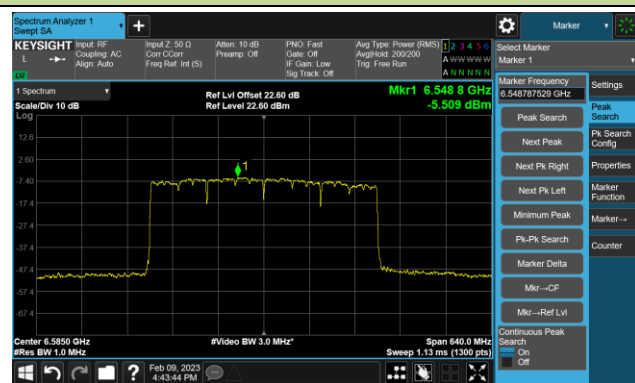 Spectrum Analyzer 1
Swept SA
Marker
KEYSIGHT
L
LW
Input: RF
Coupling: AC
Align: Auto
Input Z: 50 Ω
Corr CCorr
Freq Ref: Int (S)
Atten: 10 dB
Preamp: Off
PNO: Fast
Gate: Off
IF Gain: Low
Sig Track: Off
Avg Type: Power (RMS)
Avg|Hold: 200/200
Trig: Free Run
1 2 3 4 5 6
A W W W W W
A N N N N N
Select Marker
Marker 1
1 Spectrum
Scale/Div 10 dB
Log
Ref Lvl Offset 22.60 dB
Ref Level 22.60 dBm
Mkr1 6.548 8 GHz
-5.509 dBm
Marker Frequency
6.548787529 GHz
Settings
Peak Search
Peak
Search
Next Peak
Pk Search
Config
Next Pk Right
Properties
Next Pk Left
Marker
Function
Minimum Peak
Marker→
Pk-Pk Search
Counter
Marker Delta
Mkr→CF
Mkr→Ref Lvl
Continuous Peak
Search
On
Off
12.6
2.60
-7.40
-17.4
-27.4
-37.4
-47.4
-57.4
-67.4
1
Center 6.5850 GHz
#Res BW 1.0 MHz
#Video BW 3.0 MHz*
Span 640.0 MHz
Sweep 1.13 ms (1300 pts)
?
Feb 09, 2023
4:43:44 PM